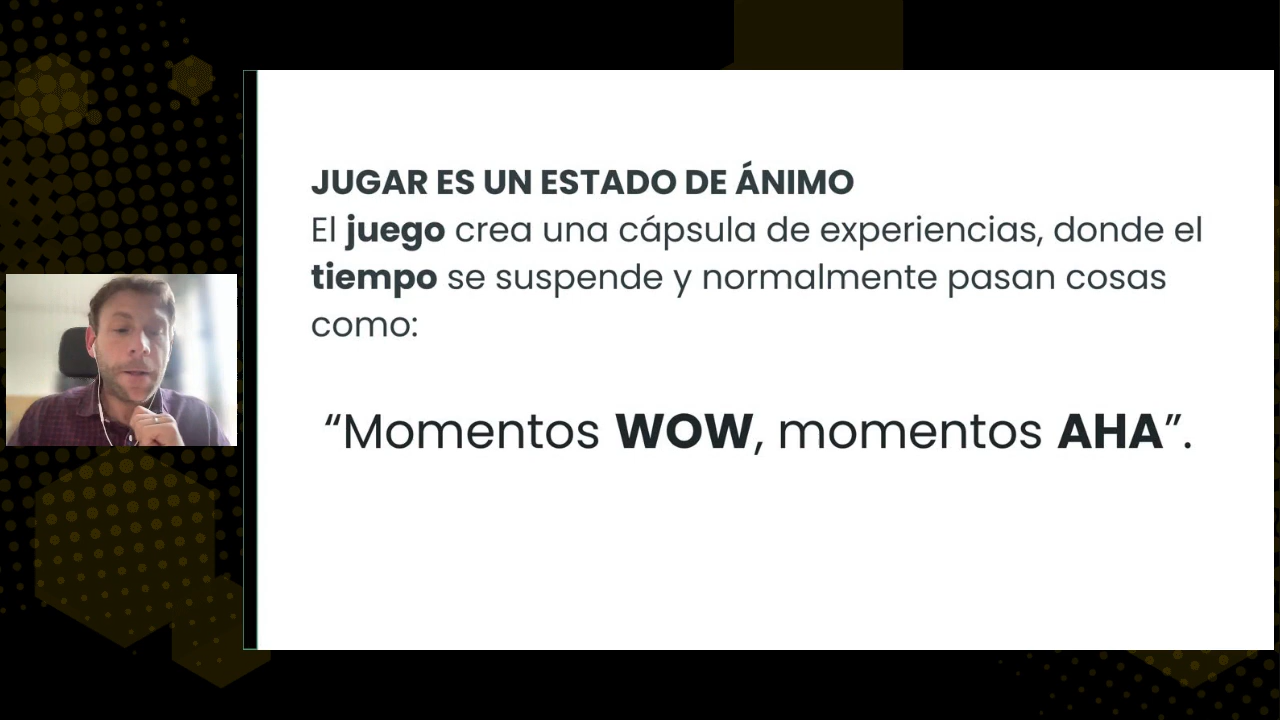 JUGAR ES UN ESTADO DE ÁNIMO
El juego crea una cápsula de experiencias, donde el
tiempo se suspende y normalmente pasan cosas
como:
“Momentos WOW, momentos AHA”.